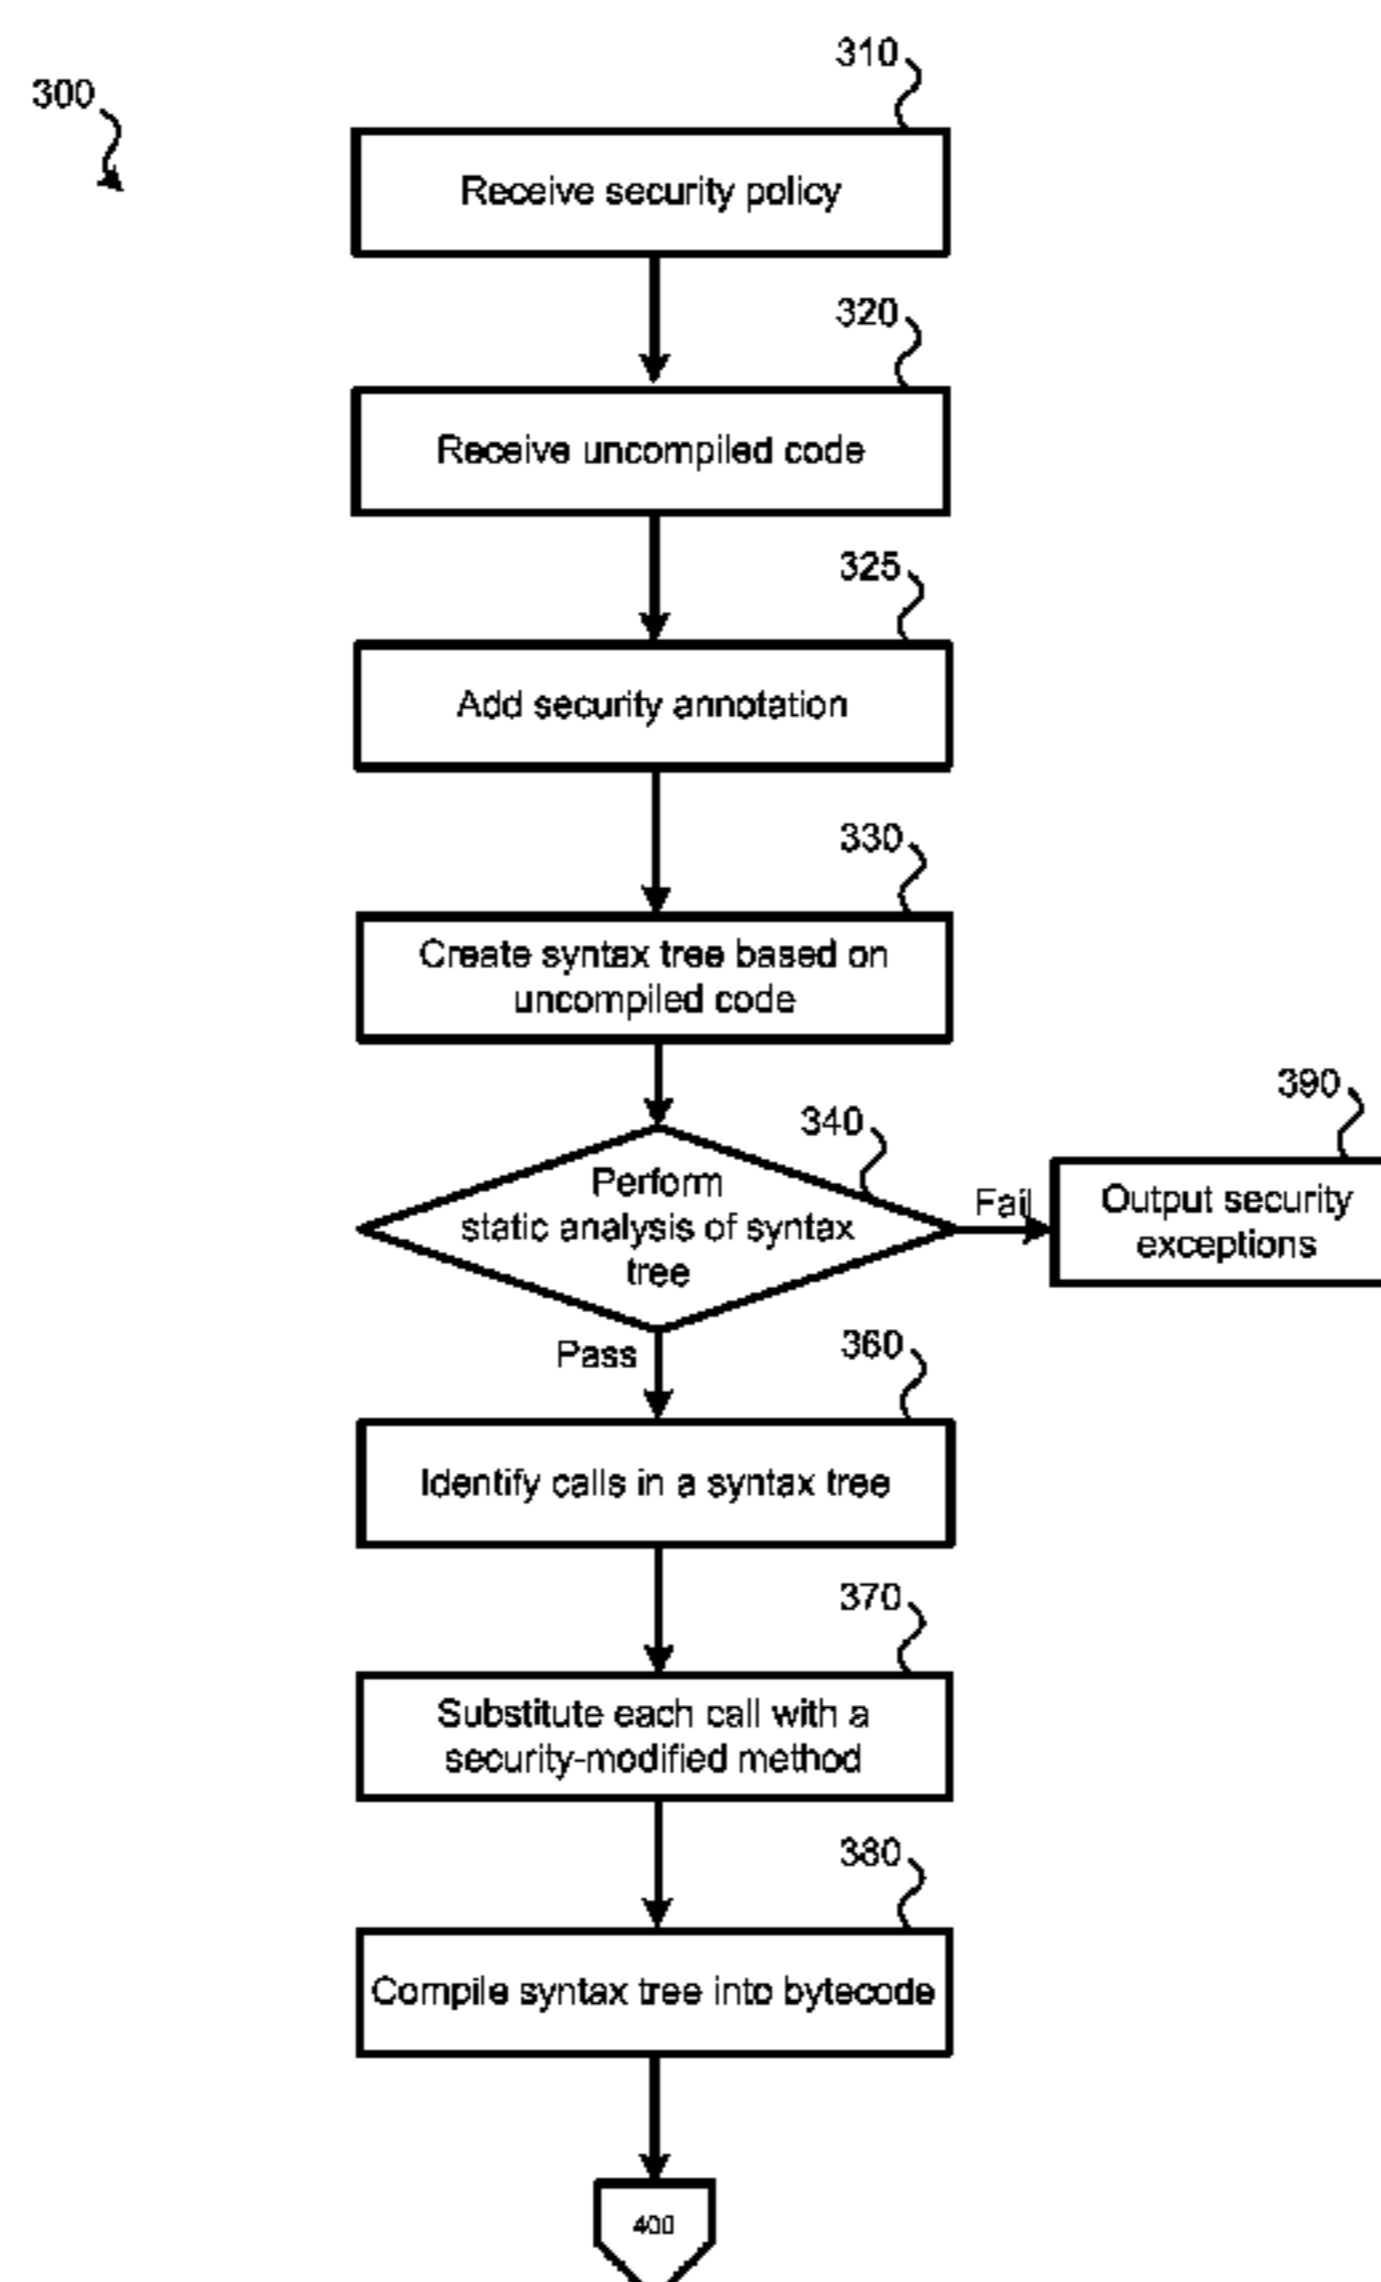 300
310
Receive security policy
320
Receive uncompiled code
325
Add security annotation
330
Create syntax tree based on
uncompiled code
340
Perform
static analysis of syntax
tree
Fail
390
Output security
exceptions
Pass
360
Identify calls in a syntax tree
370
Substitute each call with a
security-modified method
380
Compile syntax tree into bytecode
400